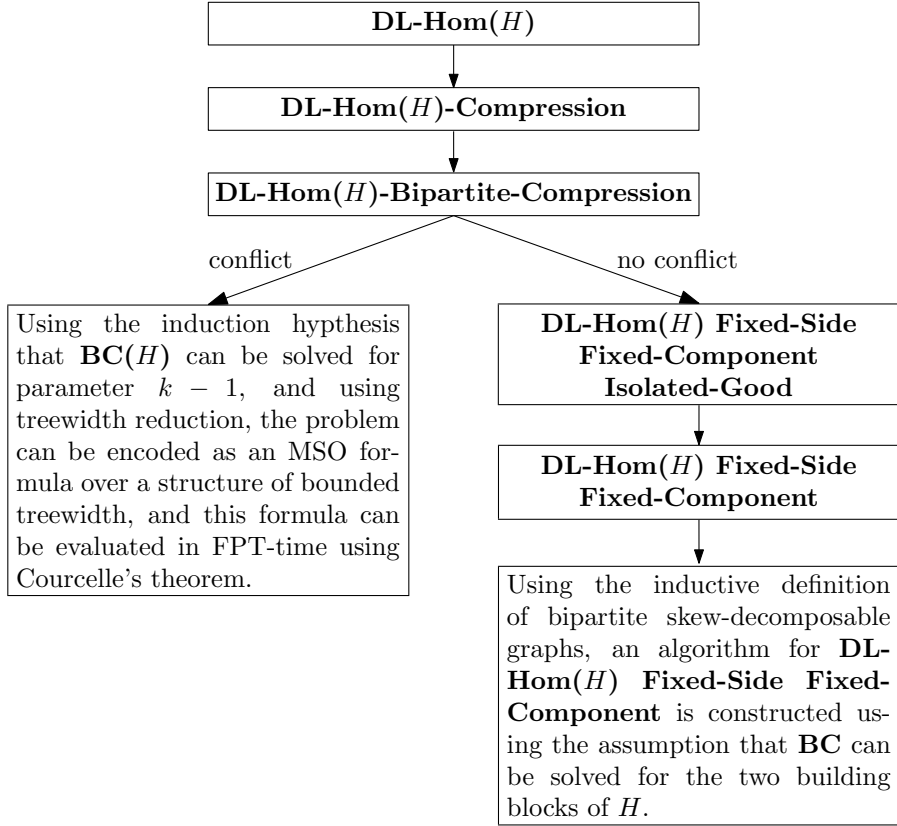 DL-Hom(H)
DL-Hom(H)-Compression
DL-Hom(H)-Bipartite-Compression
conflict
no conflict
Using the induction hypthesis
that BC(H) can be solved for
parameter k − 1, and using
treewidth reduction, the problem
can be encoded as an MSO for-
mula over a structure of bounded
treewidth, and this formula can
be evaluated in FPT-time using
Courcelle's theorem.
DL-Hom(H) Fixed-Side
Fixed-Component
Isolated-Good
DL-Hom(H) Fixed-Side
Fixed-Component
Using the inductive definition
of bipartite skew-decomposable
graphs, an algorithm for DL-
Hom(H) Fixed-Side Fixed-
Component is constructed us-
ing the assumption that BC can
be solved for the two building
blocks of H.